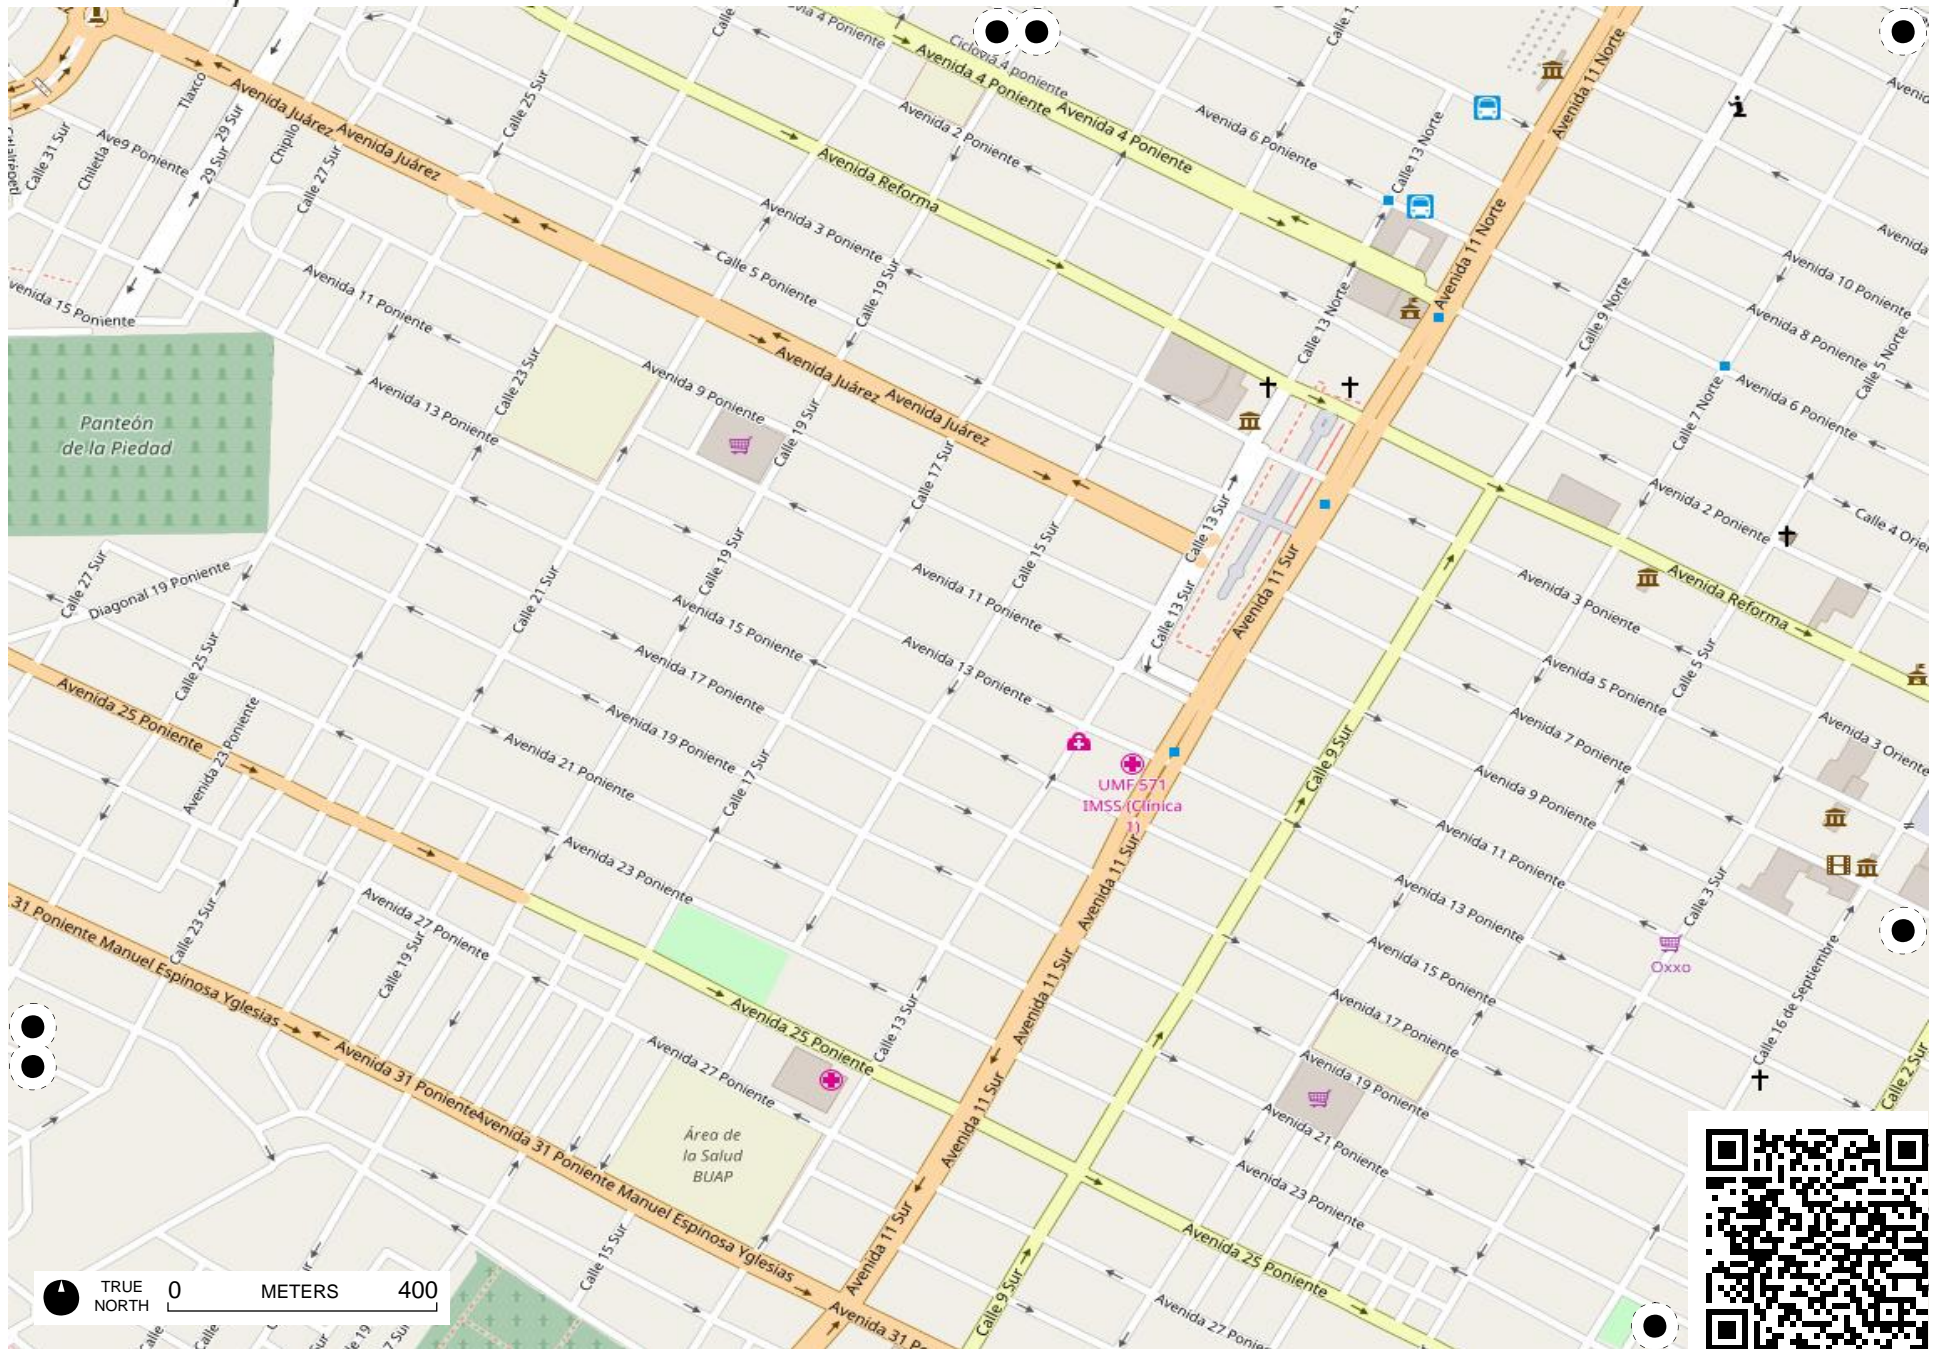 Avenida 4 Poniente
Ciclovía 4 poniente
Avenida 4 Poniente
Avenida 4 Poniente
Avenida 11 Norte
Tlaxco
Avenida Juárez
Avenida Juárez
Calle 25 Sur
Avenida 2 Poniente
Avenida 6 Poniente
Calle 13 Norte
Avenida 11 Norte
Calle 31 Sur
Ave9 Poniente
Chiletla
29 Sur
29 Sur
Chipilo
Calle 27 Sur
Avenida Reforma
Avenida 3 Poniente
Calle 5 Poniente
Calle 19 Sur
Avenida 10 Poniente
Avenida 8 Poniente
Calle 5 Norte
Avenida 6 Poniente
Calle 9 Norte
Calle 7 Norte
Calle 13 Norte
Avenida 15 Poniente
Avenida 11 Poniente
Calle 23 Sur
Avenida 13 Poniente
Avenida 9 Poniente
Avenida Juárez
Avenida Juárez
Calle 19 Sur
Calle 17 Sur
Panteón
de la Piedad
Calle 13 Sur
Calle 13 Sur
Avenida 11 Sur
Avenida 2 Poniente
Calle 4 Orie
Avenida Reforma
Avenida 3 Poniente
Avenida 5 Poniente
Calle 5 Sur
Avenida 7 Poniente
Avenida 3 Oriente
Calle 27 Sur
Diagonal 19 Poniente
Calle 25 Sur
Calle 21 Sur
Calle 19 Sur
Calle 15 Sur
Avenida 11 Poniente
Avenida 15 Poniente
Avenida 13 Poniente
Avenida 17 Poniente
Avenida 19 Poniente
Avenida 21 Poniente
Avenida 25 Poniente
Avenida 23 Poniente
Calle 17 Sur
UMF 571
IMSS (Clínica
1)
Calle 9 Sur
Avenida 9 Poniente
Avenida 11 Poniente
Avenida 13 Poniente
Calle 3 Sur
Oxxo
Avenida 15 Poniente
Avenida 17 Poniente
Calle 16 de Septiembre
Avenida 11 Sur
Avenida 11 Sur
Avenida 23 Poniente
Avenida 27 Poniente
Calle 23 Sur
Calle 19 Sur
31 Poniente Manuel Espinosa Yglesias
Avenida 25 Poniente
Calle 13 Sur
Avenida 27 Poniente
Avenida 31 Poniente
Avenida 31 Poniente Manuel Espinosa Yglesias
Área de
la Salud
BUAP
Avenida 11 Sur
Avenida 11 Sur
Avenida 19 Poniente
Avenida 21 Poniente
Avenida 23 Poniente
Avenida 25 Poniente
Calle 2 Sur
Calle 15 Sur
Calle 9 Sur
Avenida 27 Ponie
Avenida 31 P
TRUE
NORTH
0 METERS 400